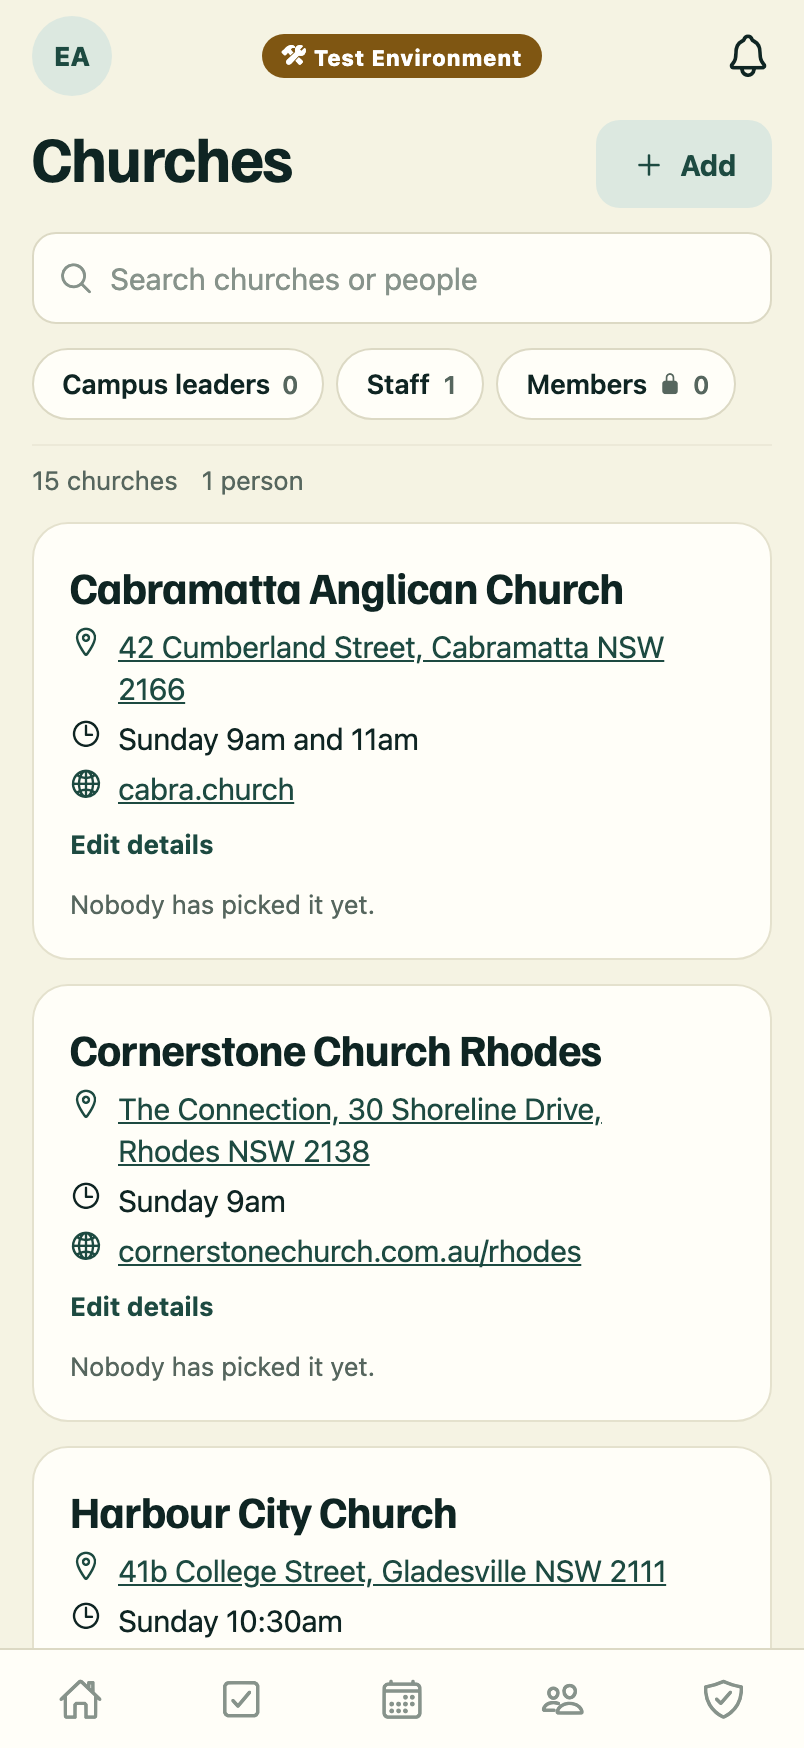 EA
Test Environment
Churches
Add
Search churches or people
Campus leaders 0
Staff 1
Members 0
15 churches 1 person
Cabramatta Anglican Church
42 Cumberland Street, Cabramatta NSW
2166
Sunday 9am and 11am
cabra.church
Edit details
Nobody has picked it yet.
Cornerstone Church Rhodes
The Connection, 30 Shoreline Drive,
Rhodes NSW 2138
Sunday 9am
cornerstonechurch.com.au/rhodes
Edit details
Nobody has picked it yet.
Harbour City Church
41b College Street, Gladesville NSW 2111
Sunday 10:30am